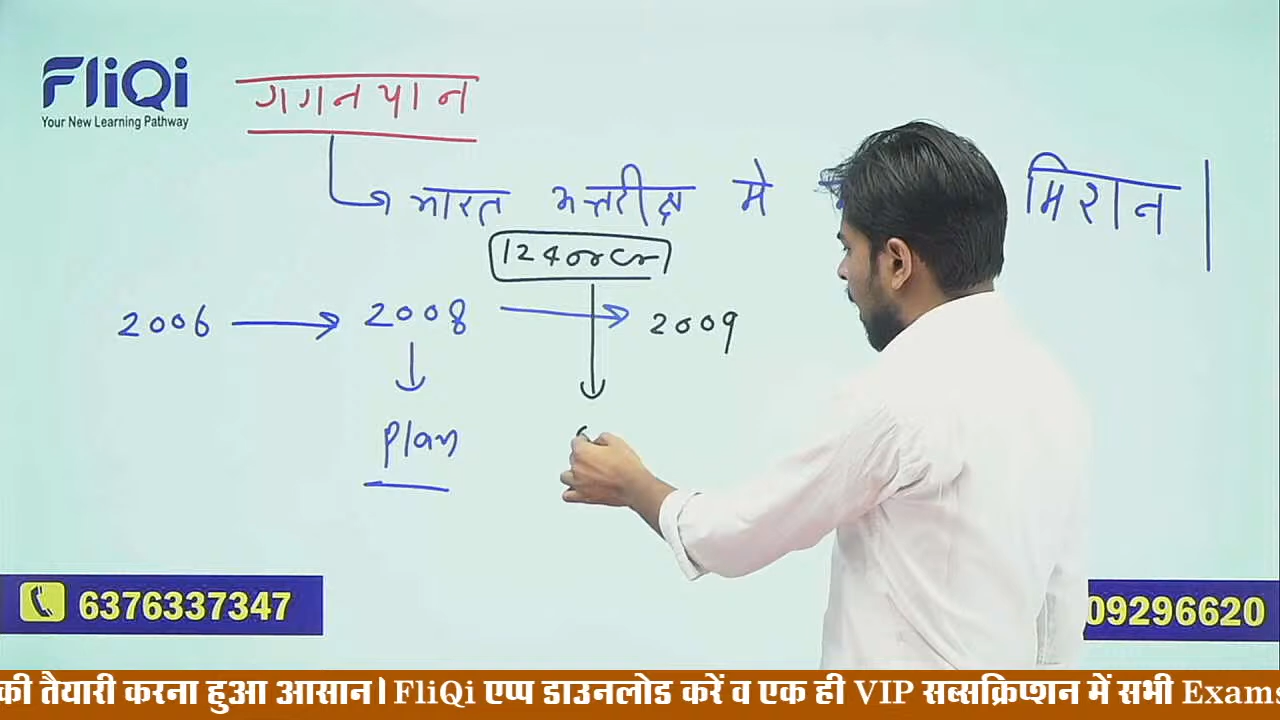 FliQi
Your New Learning Pathway
गगनयान
भारत अन्तरीक्ष मे मिशन।
2006 → 2008 → 2009
plan
6376337347
09296620
की तैयारी करना हुआ आसान। FliQi एप्प डाउनलोड करें व एक ही VIP सब्सक्रिप्शन में सभी Exams